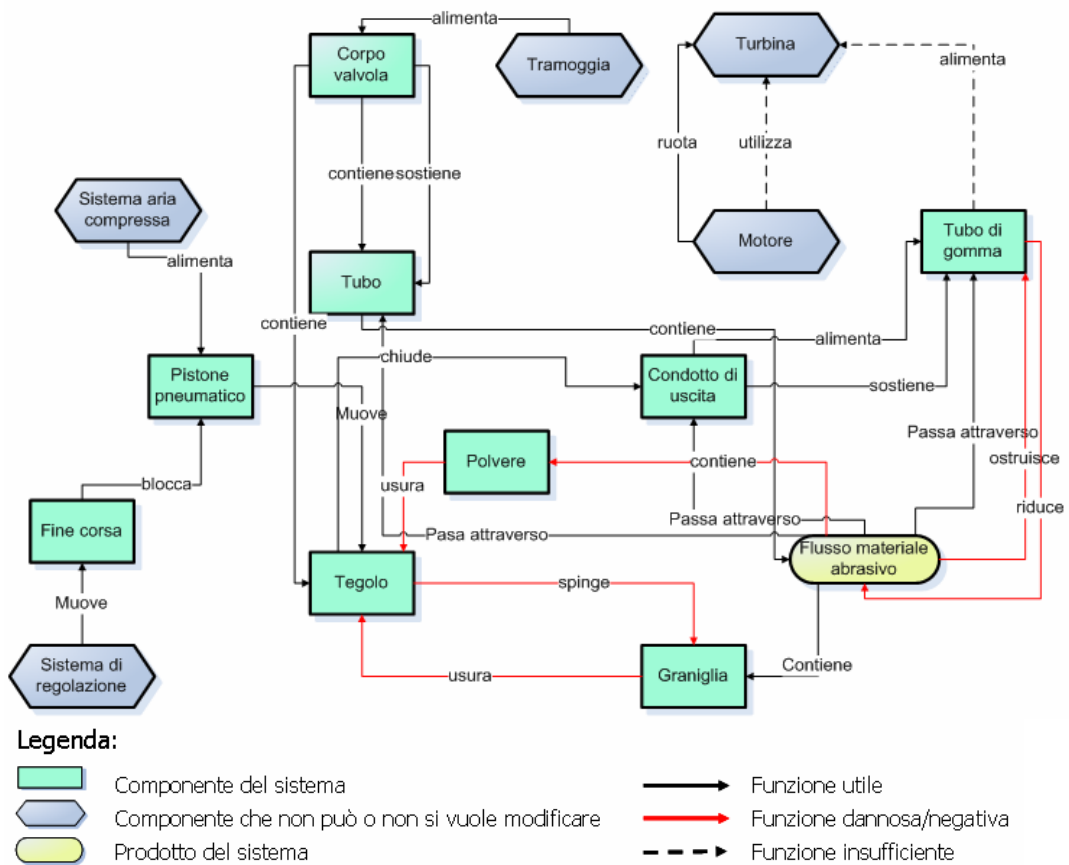 alimenta
Corpo
valvola
Tramoggia
Turbina
alimenta
ruota
utilizza
contiene
sostiene
Sistema aria
compressa
Motore
Tubo di
gomma
alimenta
Tubo
contiene
contiene
alimenta
chiude
Pistone
pneumatico
Condotto di
uscita
sostiene
Muove
Passa attraverso
Polvere
contiene
ostruisce
blocca
usura
riduce
Fine corsa
Pasa attraverso
Passa attraverso
Flusso materiale
abrasivo
Tegolo
spinge
Muove
Sistema di
regolazione
usura
Graniglia
Contiene
Legenda:
Componente del sistema
Funzione utile
Componente che non può o non si vuole modificare
Funzione dannosa/negativa
Prodotto del sistema
Funzione insufficiente